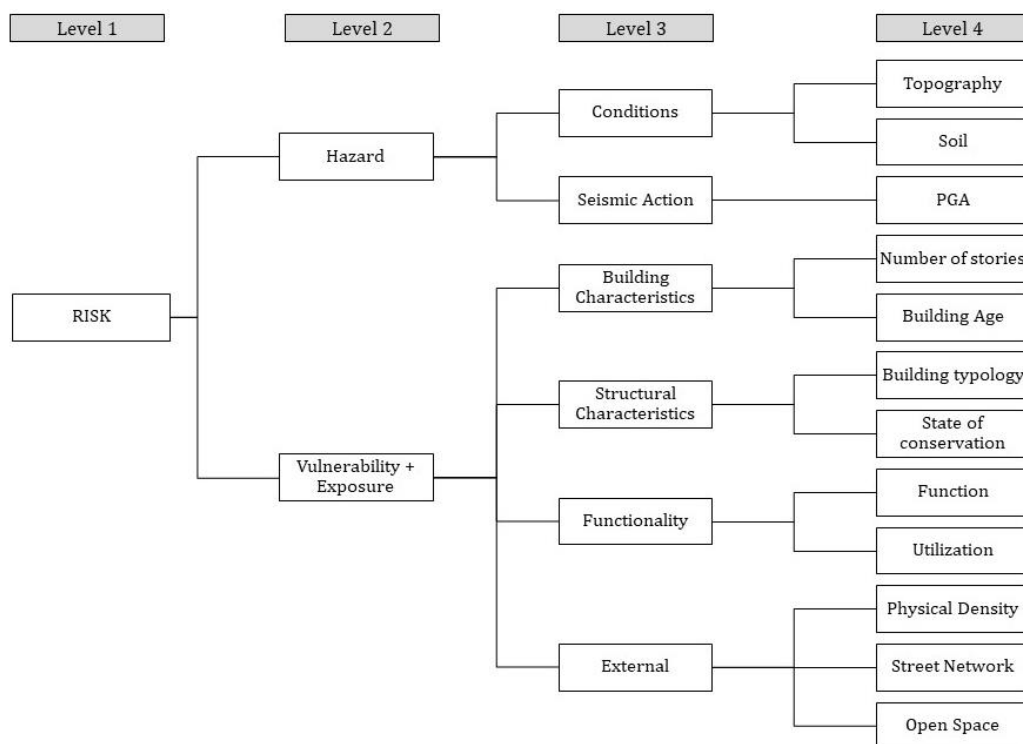 Level 1
Level 2
Level 3
Level 4
Topography
Conditions
Soil
Hazard
Seismic Action
PGA
Number of stories
Building
Characteristics
Building Age
RISK
Building typology
Structural
Characteristics
State of
conservation
Vulnerability +
Exposure
Function
Functionality
Utilization
Physical Density
External
Street Network
Open Space